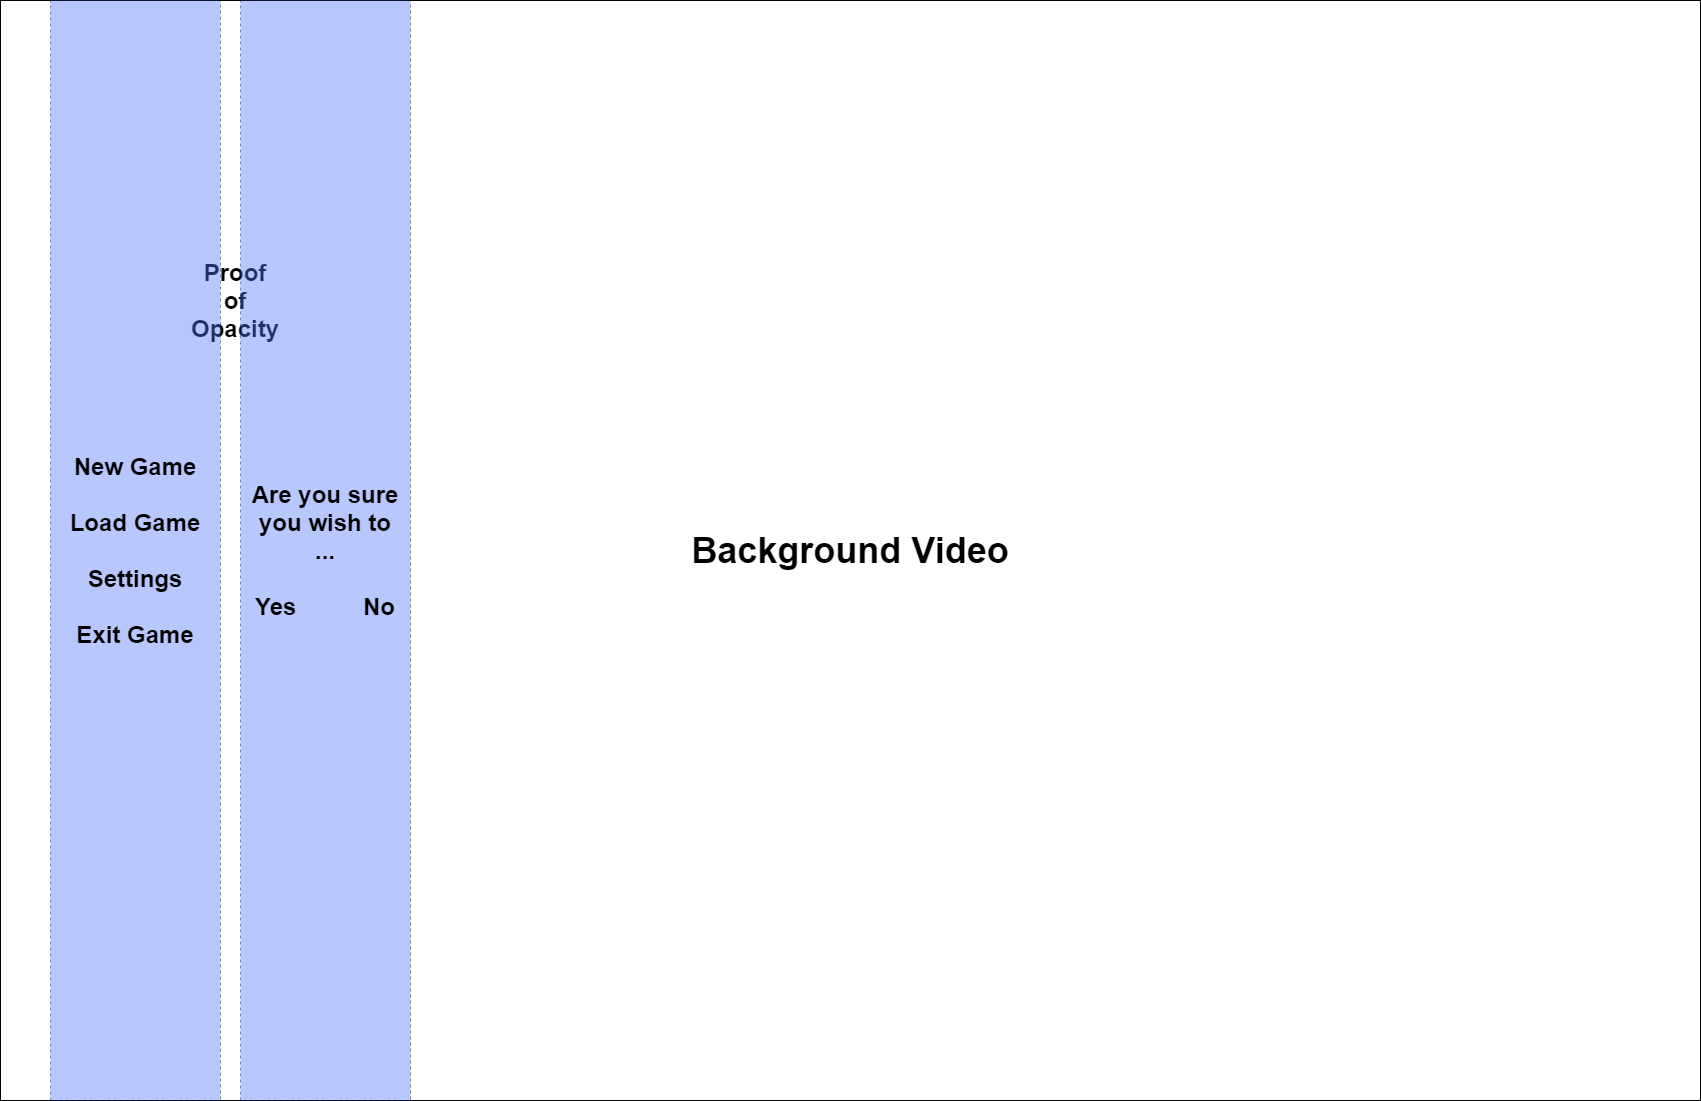 Proof
of
Opacity
New Game
Load Game
Settings
Exit Game
Are you sure
you wish to
...
Yes No
Background Video